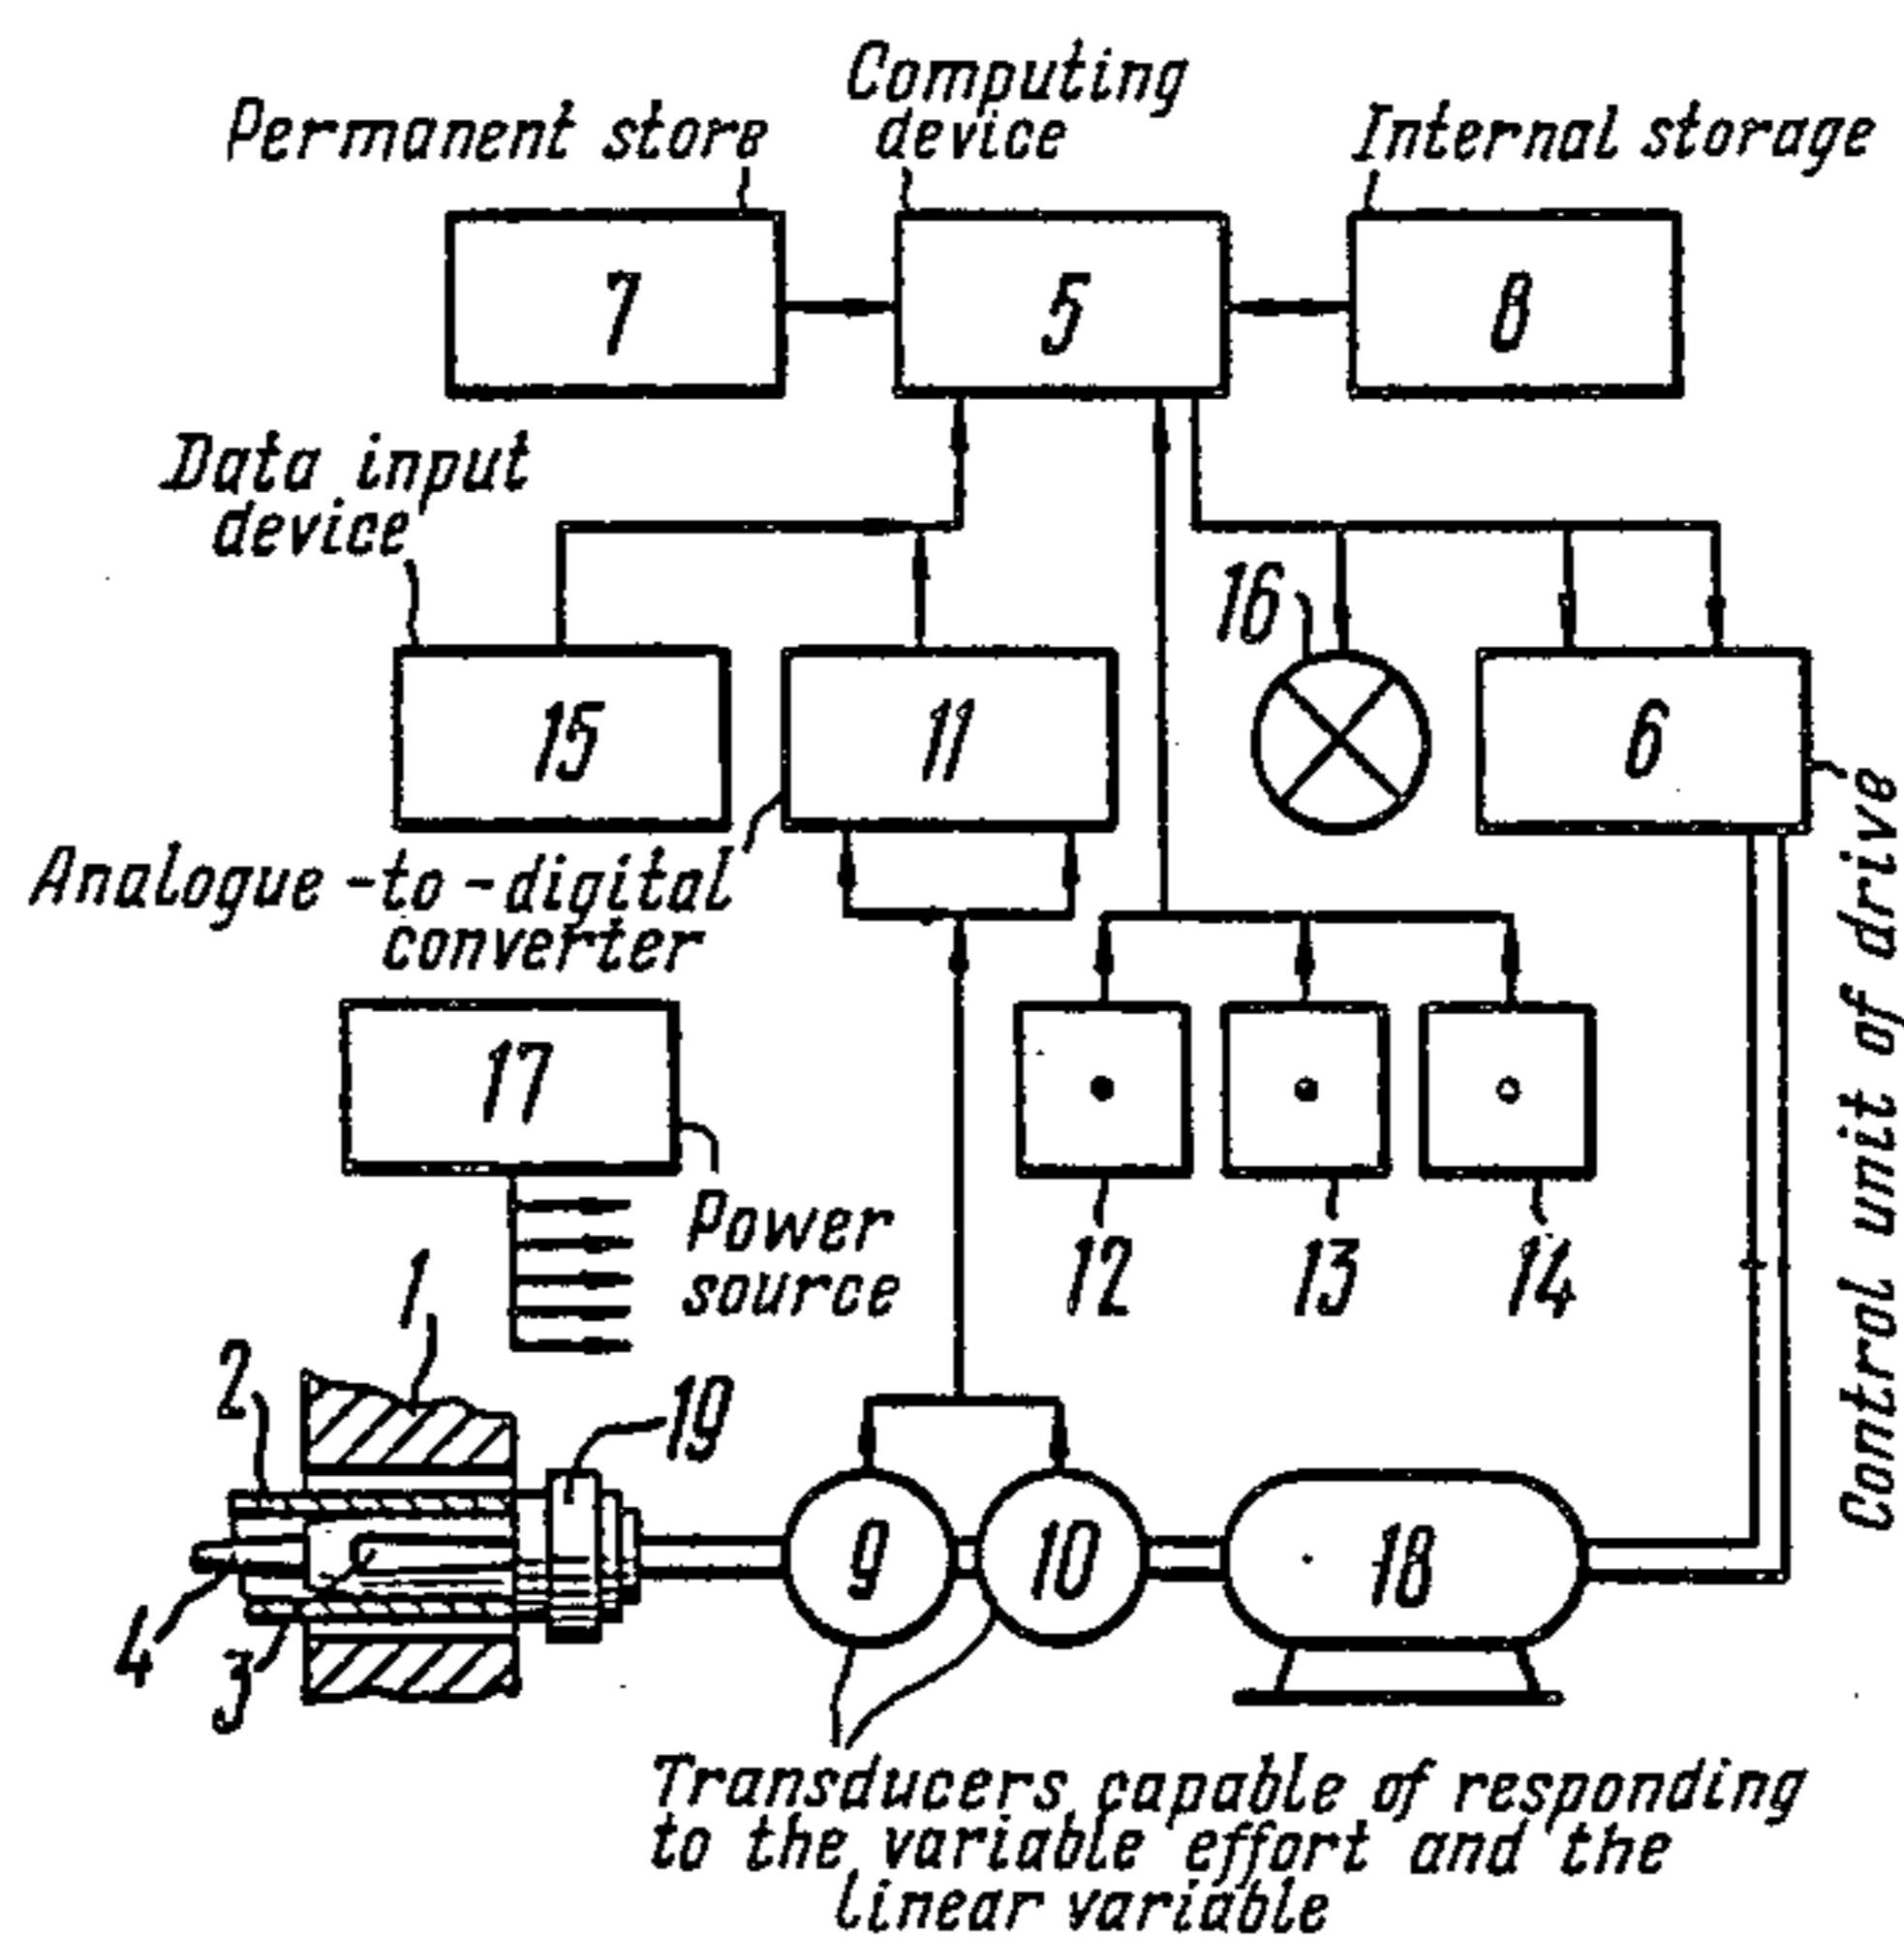 Computing
device
Permanent store
Internal storage
7
5
8
Data input
device
15
11
16
6
Analogue-to-digital
converter
Control unit of drive
17
Power
source
12
13
14
1
2
19
9
10
18
4
3
Transducers capable of responding
to the variable effort and the
linear variable